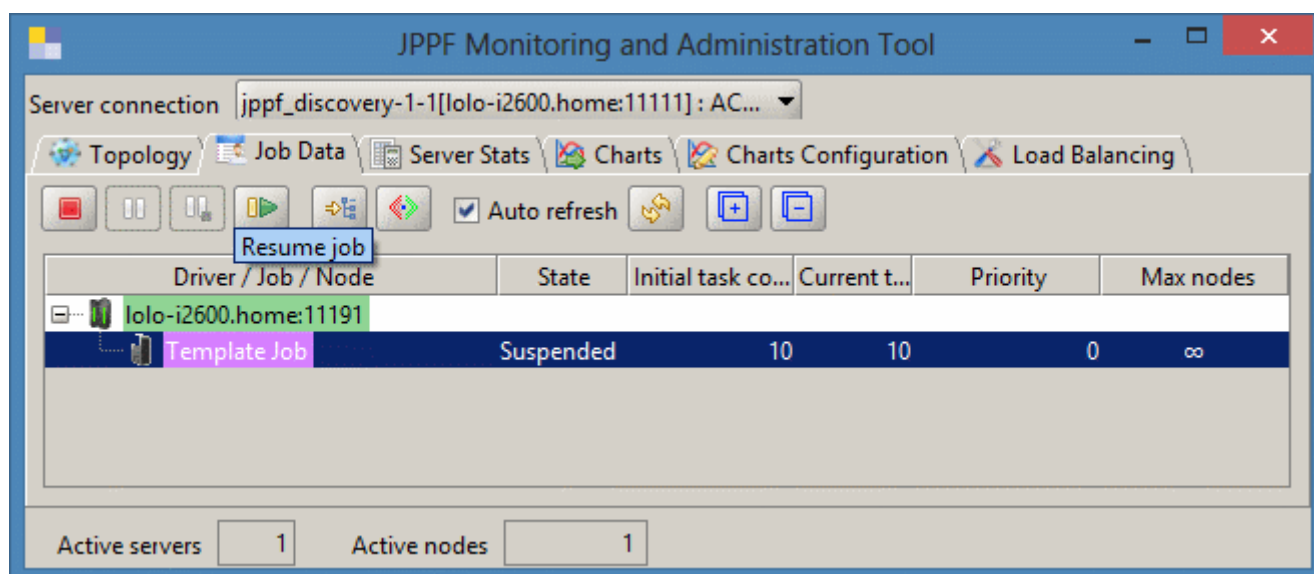 JPPF Monitoring and Administration Tool
Server connection jppf_discovery-1-1[lolo-i2600.home:11111] : AC...
Topology Job Data Server Stats Charts Charts Configuration Load Balancing
Auto refresh
Resume job
Driver / Job / Node State Initial task co... Current t... Priority Max nodes
lolo-i2600.home:11191
Template Job Suspended 10 10 0 ∞
Active servers 1 Active nodes 1